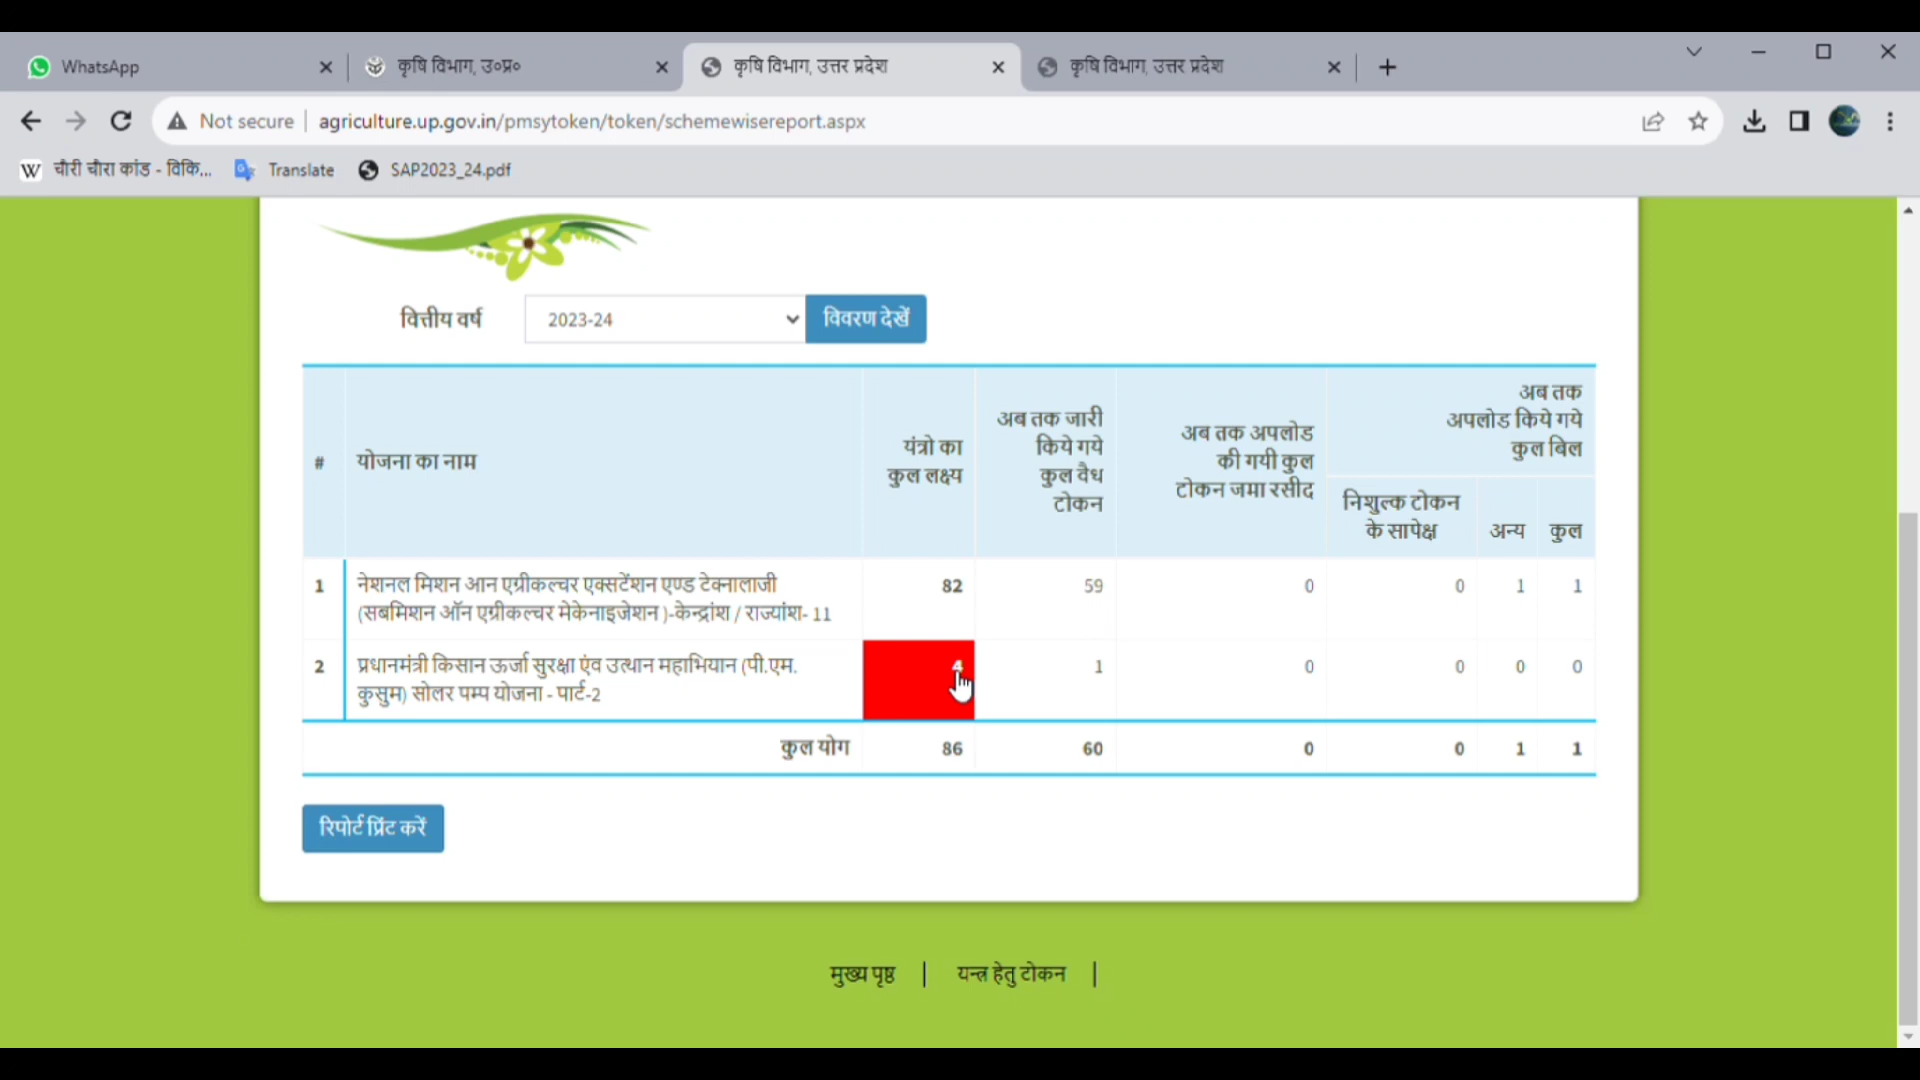 WhatsApp
कृषि विभाग, उ०प्र०
कृषि विभाग, उत्तर प्रदेश
कृषि विभाग, उत्तर प्रदेश
Not secure
agriculture.up.gov.in/pmsytoken/token/schemewisereport.aspx
चौरी चौरा कांड - विकि...
Translate
SAP2023_24.pdf
वित्तीय वर्ष
2023-24
विवरण देखें
#
योजना का नाम
यंत्रो का
कुल लक्ष्य
अब तक जारी
किये गये
कुल वैध
टोकन
अब तक अपलोड
की गयी कुल
टोकन जमा रसीद
अब तक
अपलोड किये गये
कुल बिल
निशुल्क टोकन
के सापेक्ष
अन्य
कुल
1
नेशनल मिशन आन एग्रीकल्चर एक्सटेंशन एण्ड टेक्नालाजी
(सबमिशन ऑन एग्रीकल्चर मेकेनाइजेशन )-केन्द्रांश / राज्यांश- 11
82
59
0
0
1
1
2
प्रधानमंत्री किसान ऊर्जा सुरक्षा एंव उत्थान महाभियान (पी.एम.
कुसुम) सोलर पम्प योजना - पार्ट-2
4
1
0
0
0
0
कुल योग
86
60
0
0
1
1
रिपोर्ट प्रिंट करें
मुख्य पृष्ठ | यन्त्र हेतु टोकन |